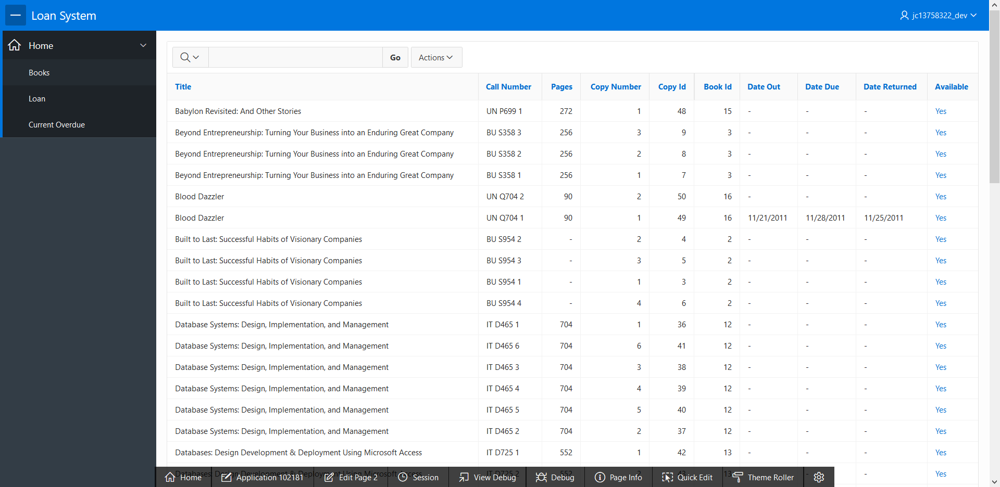 Loan System
jc13758322_dev
Home
Books
Loan
Current Overdue
Go
Actions
Title Call Number Pages Copy Number Copy Id Book Id Date Out Date Due Date Returned Available
Babylon Revisited: And Other Stories UN P699 1 272 1 48 15 - - - Yes
Beyond Entrepreneurship: Turning Your Business into an Enduring Great Company BU S358 3 256 3 9 3 - - - Yes
Beyond Entrepreneurship: Turning Your Business into an Enduring Great Company BU S358 2 256 2 8 3 - - - Yes
Beyond Entrepreneurship: Turning Your Business into an Enduring Great Company BU S358 1 256 1 7 3 - - - Yes
Blood Dazzler UN Q704 2 90 2 50 16 - - - Yes
Blood Dazzler UN Q704 1 90 1 49 16 11/21/2011 11/28/2011 11/25/2011 Yes
Built to Last: Successful Habits of Visionary Companies BU S954 2 - 2 4 2 - - - Yes
Built to Last: Successful Habits of Visionary Companies BU S954 3 - 3 5 2 - - - Yes
Built to Last: Successful Habits of Visionary Companies BU S954 1 - 1 3 2 - - - Yes
Built to Last: Successful Habits of Visionary Companies BU S954 4 - 4 6 2 - - - Yes
Database Systems: Design, Implementation, and Management IT D465 1 704 1 36 12 - - - Yes
Database Systems: Design, Implementation, and Management IT D465 6 704 6 41 12 - - - Yes
Database Systems: Design, Implementation, and Management IT D465 3 704 3 38 12 - - - Yes
Database Systems: Design, Implementation, and Management IT D465 4 704 4 39 12 - - - Yes
Database Systems: Design, Implementation, and Management IT D465 5 704 5 40 12 - - - Yes
Database Systems: Design, Implementation, and Management IT D465 2 704 2 37 12 - - - Yes
Databases: Design Development & Deployment Using Microsoft Access IT D725 1 552 1 42 13 - - - Yes
- - Yes
Home Application 102181 Edit Page 2 Session View Debug Debug Page Info Quick Edit Theme Roller